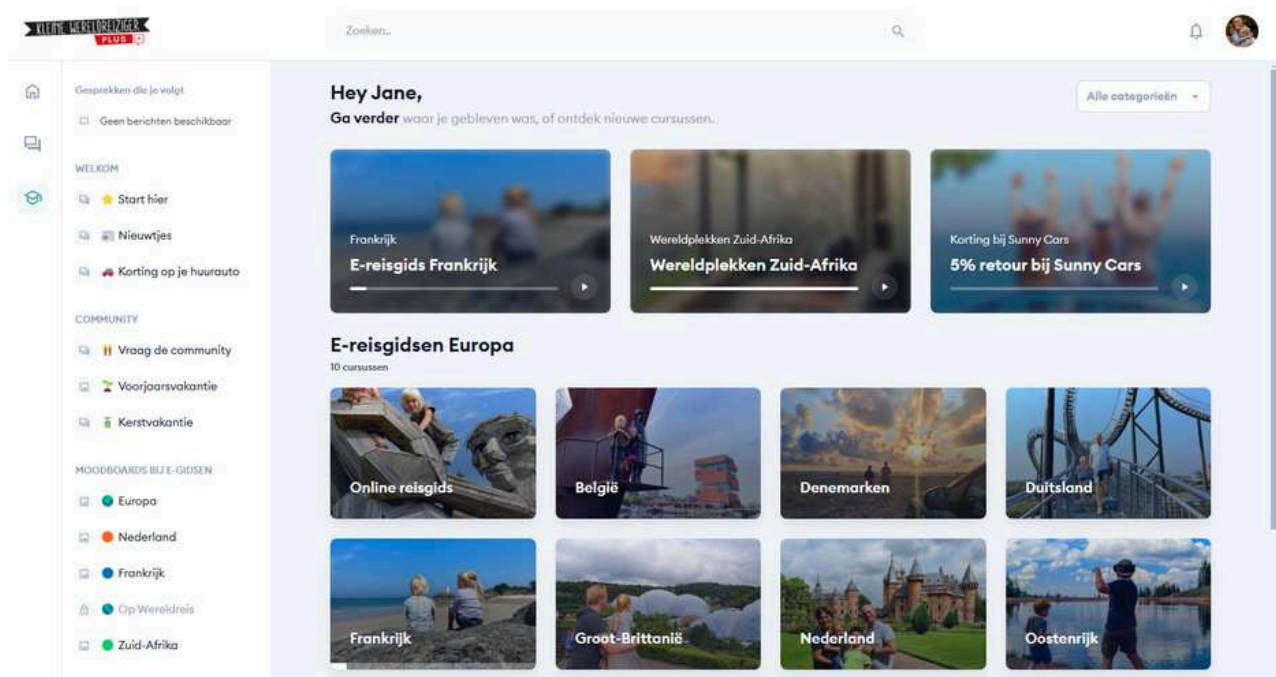 KLEINE WERELDREIZIGER
PLUS
Zoeken...
Gesprekken die je volgt
Geen berichten beschikbaar
WELKOM
Start hier
Nieuwtjes
Korting op je huurauto
COMMUNITY
Vraag de community
Voorjaarsvakantie
Kerstvakantie
MOODBOARDS BIJ E-GIDSEN
Europa
Nederland
Frankrijk
Op Wereldreis
Zuid-Afrika
Hey Jane,
Alle categorieën
Ga verder waar je gebleven was, of ontdek nieuwe cursussen.
Frankrijk
E-reisgids Frankrijk
Wereldplekken Zuid-Afrika
Wereldplekken Zuid-Afrika
Korting bij Sunny Cars
5% retour bij Sunny Cars
E-reisgidsen Europa
10 cursussen
Online reisgids
België
Denemarken
Duitsland
Frankrijk
Groot-Brittanië
Nederland
Oostenrijk